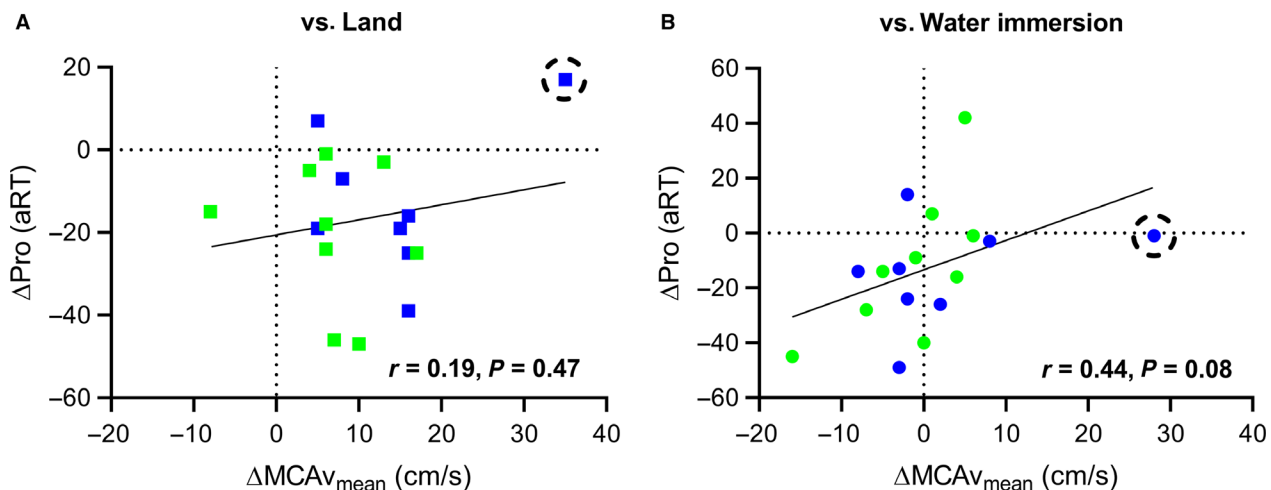 A
vs. Land
20
0
−20
−40
−60
ΔPro (aRT)
r = 0.19, P = 0.47
−20
−10
0
10
20
30
40
ΔMCAvmean (cm/s)
B
vs. Water immersion
60
40
20
0
−20
−40
−60
ΔPro (aRT)
r = 0.44, P = 0.08
−20
−10
0
10
20
30
40
ΔMCAvmean (cm/s)